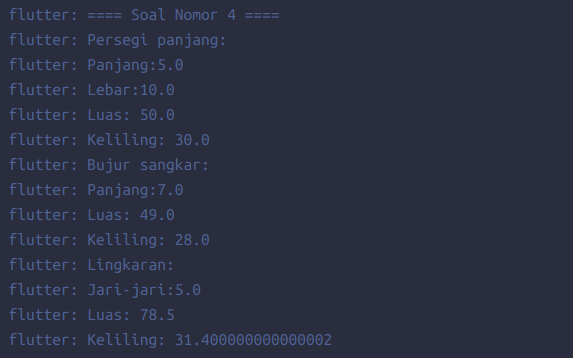 flutter: ==== Soal Nomor 4 ====
flutter: Persegi panjang:
flutter: Panjang:5.0
flutter: Lebar:10.0
flutter: Luas: 50.0
flutter: Keliling: 30.0
flutter: Bujur sangkar:
flutter: Panjang:7.0
flutter: Luas: 49.0
flutter: Keliling: 28.0
flutter: Lingkaran:
flutter: Jari-jari:5.0
flutter: Luas: 78.5
flutter: Keliling: 31.400000000000002